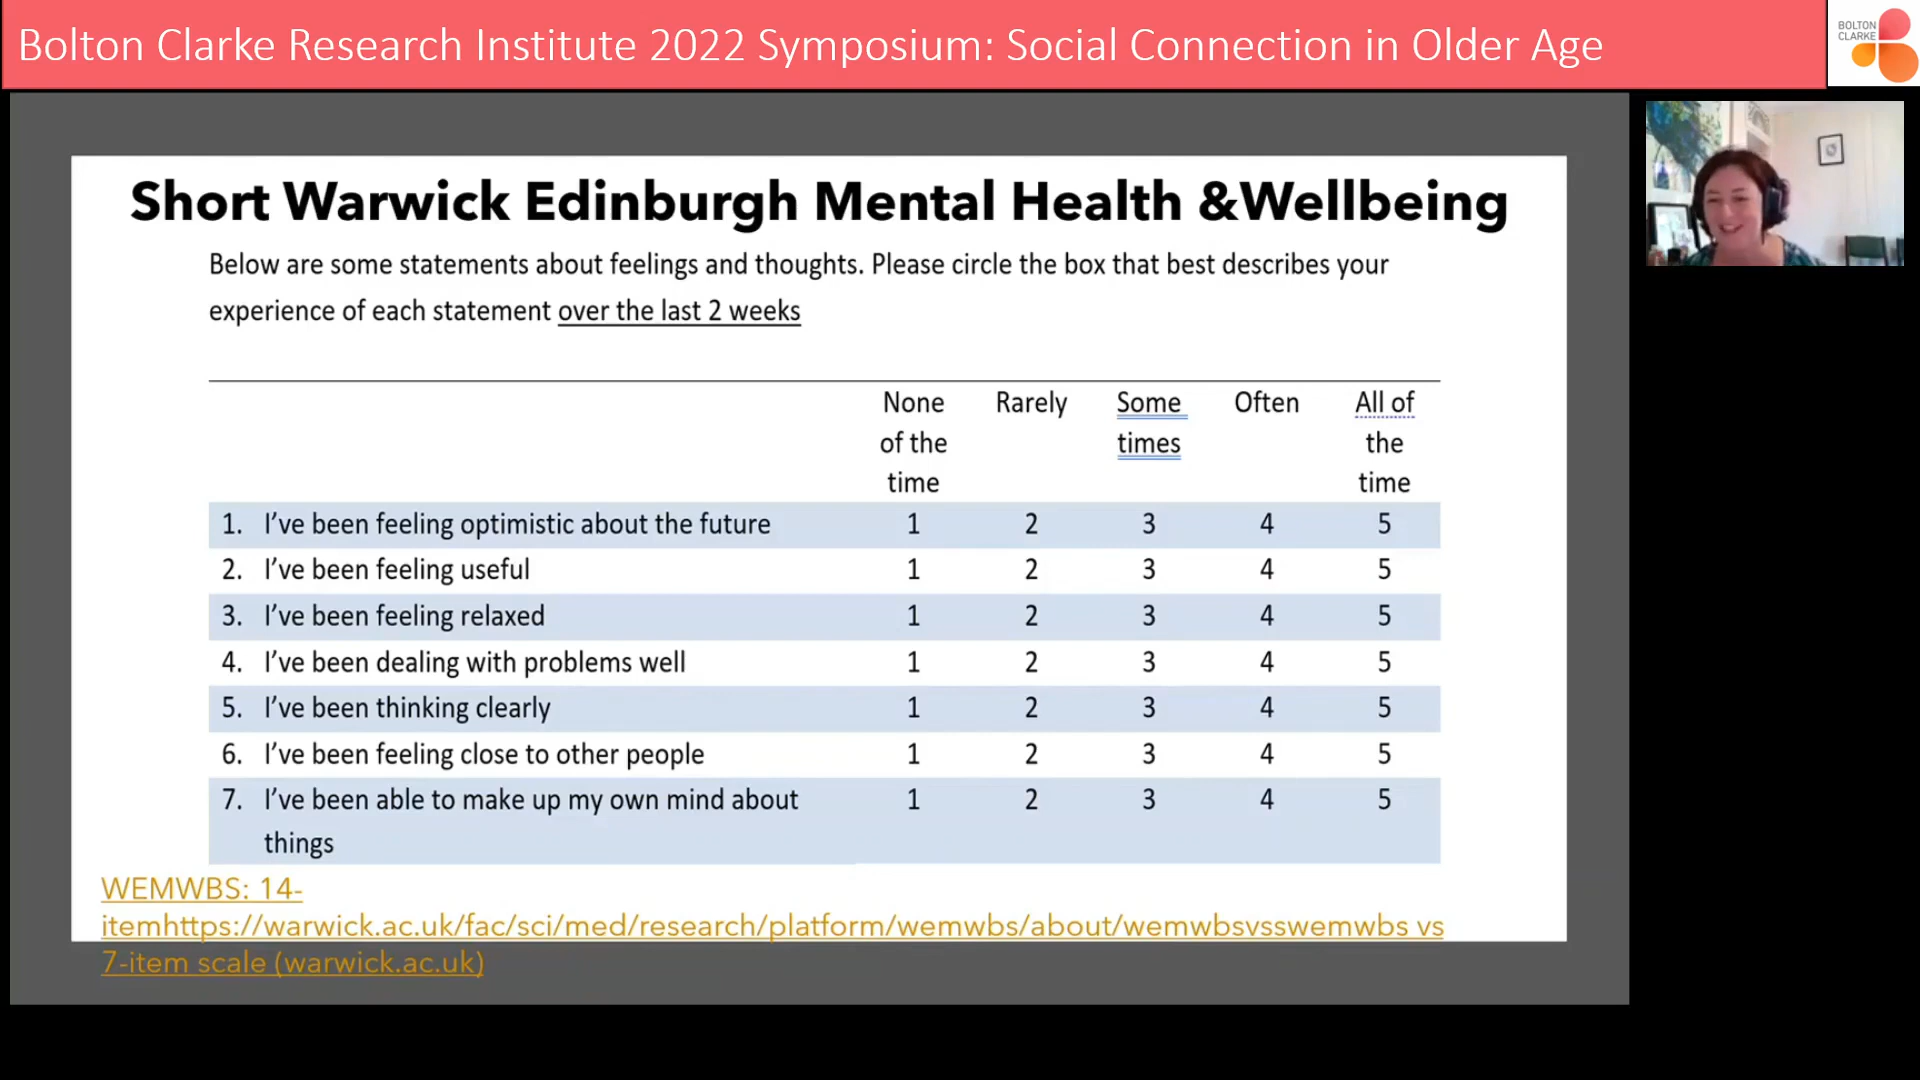 Bolton Clarke Research Institute 2022 Symposium: Social Connection in Older Age
BOLTON
CLARKE
Short Warwick Edinburgh Mental Health &Wellbeing
Below are some statements about feelings and thoughts. Please circle the box that best describes your
experience of each statement over the last 2 weeks
None of the time Rarely Some times Often All of the time
1. I've been feeling optimistic about the future 1 2 3 4 5
2. I've been feeling useful 1 2 3 4 5
3. I've been feeling relaxed 1 2 3 4 5
4. I've been dealing with problems well 1 2 3 4 5
5. I've been thinking clearly 1 2 3 4 5
6. I've been feeling close to other people 1 2 3 4 5
7. I've been able to make up my own mind about 1 2 3 4 5
things
WEMWBS: 14-
itemhttps://warwick.ac.uk/fac/sci/med/research/platform/wemwbs/about/wemwbsvsswemwbs vs
7-item scale (warwick.ac.uk)